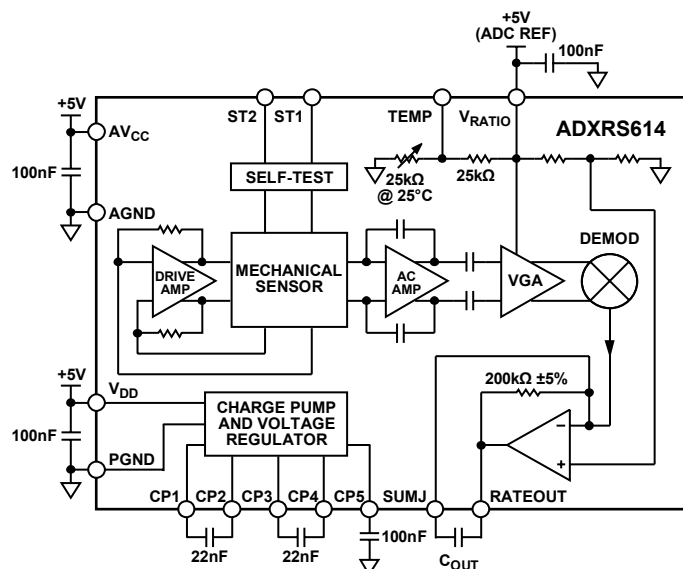 +5V
(ADC REF)
100nF
+5V
ST2
ST1
TEMP
VRATIO
ADXRS614
AVCC
100nF
25kΩ
@ 25°C
25kΩ
SELF-TEST
AGND
DEMOD
DRIVE
AMP
MECHANICAL
SENSOR
AC
AMP
VGA
+5V
VDD
200kΩ ±5%
CHARGE PUMP
AND VOLTAGE
REGULATOR
100nF
–
+
PGND
CP1
CP2
CP3
CP4
CP5
SUMJ
RATEOUT
22nF
22nF
100nF
COUT